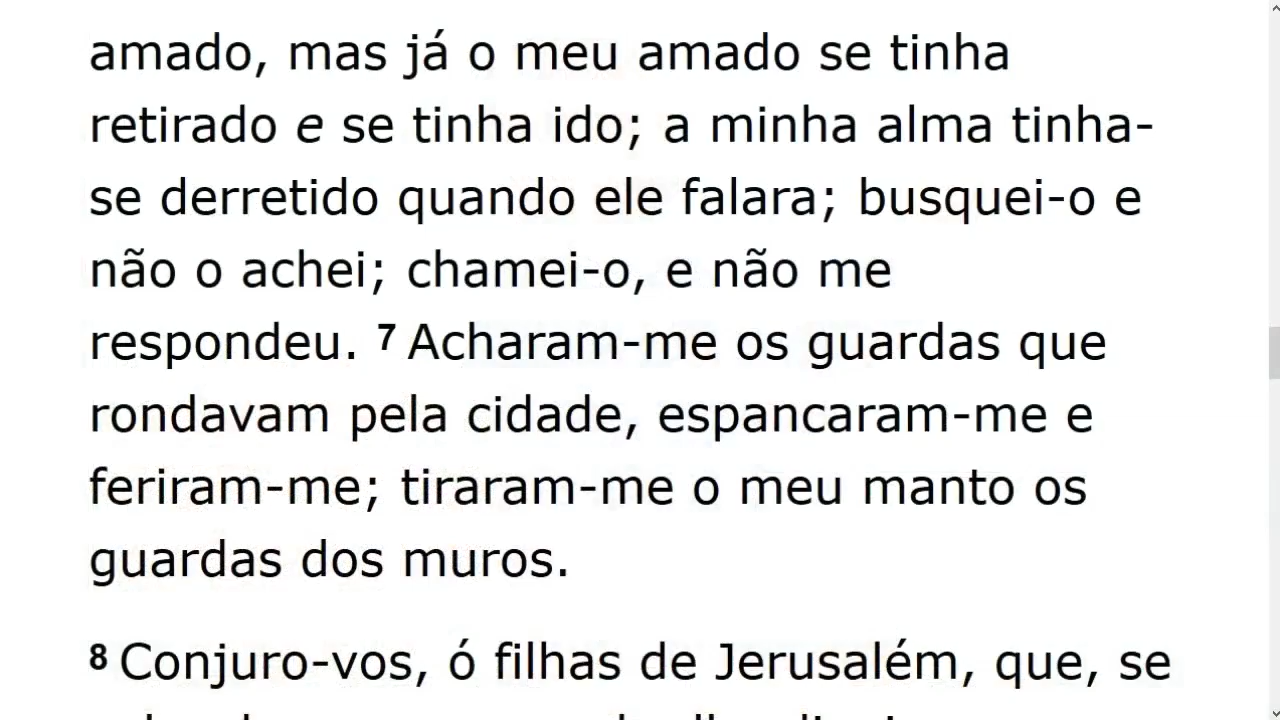 amado, mas já o meu amado se tinha
retirado e se tinha ido; a minha alma tinha-
se derretido quando ele falara; busquei-o e
não o achei; chamei-o, e não me
respondeu. 7 Acharam-me os guardas que
rondavam pela cidade, espancaram-me e
feriram-me; tiraram-me o meu manto os
guardas dos muros.
8 Conjuro-vos, ó filhas de Jerusalém, que, se